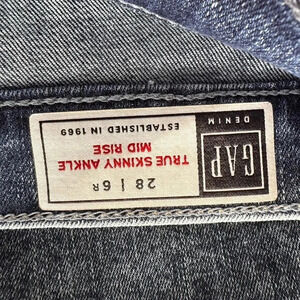 GAP
DENIM
28 | 6R
TRUE SKINNY ANKLE
MID RISE
ESTABLISHED IN 1969